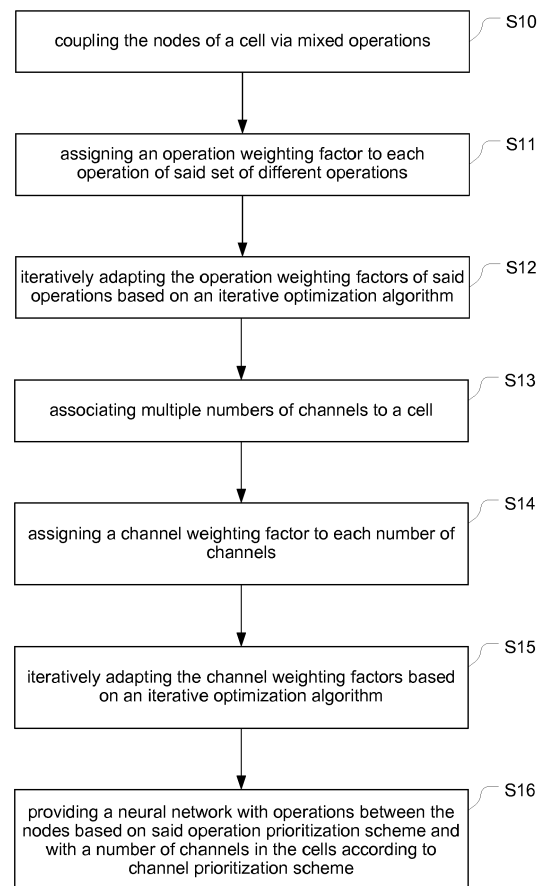 S10
coupling the nodes of a cell via mixed operations
S11
assigning an operation weighting factor to each
operation of said set of different operations
S12
iteratively adapting the operation weighting factors of said
operations based on an iterative optimization algorithm
S13
associating multiple numbers of channels to a cell
S14
assigning a channel weighting factor to each number of
channels
S15
iteratively adapting the channel weighting factors based
on an iterative optimization algorithm
S16
providing a neural network with operations between the
nodes based on said operation prioritization scheme and
with a number of channels in the cells according to
channel prioritization scheme